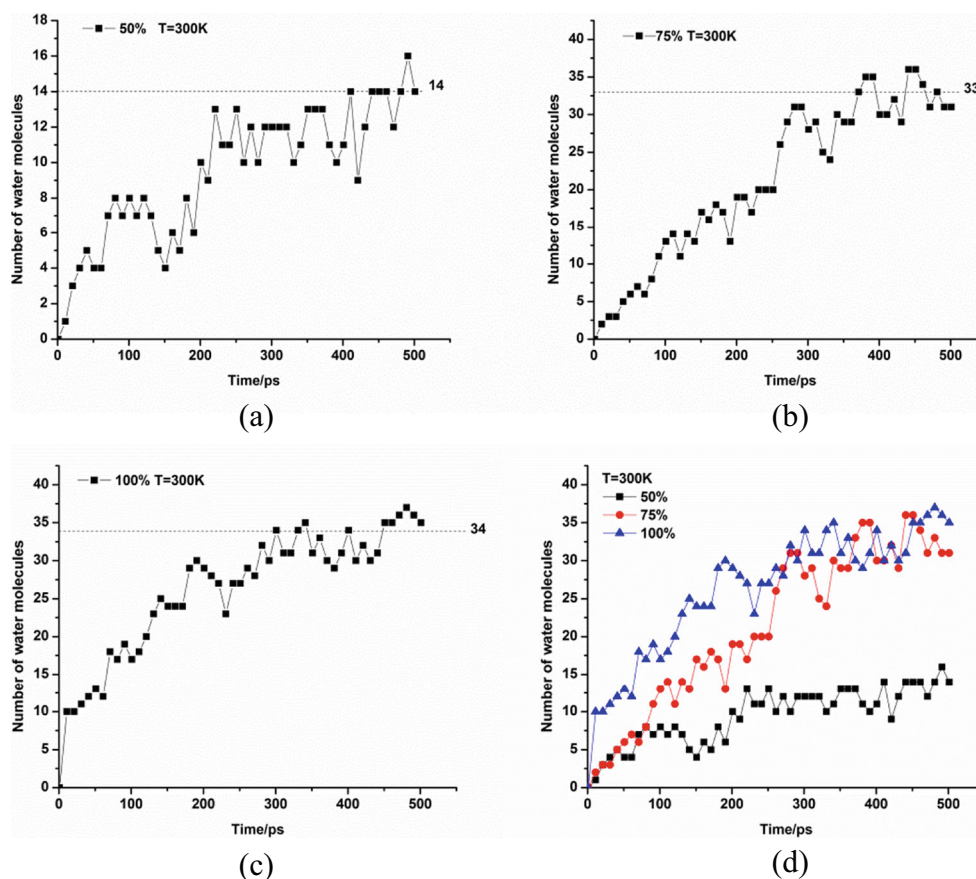 50% T=300K
14
Number of water molecules
18
16
14
12
10
8
6
4
2
0
0 100 200 300 400 500
Time/ps
(a)
75% T=300K
33
Number of water molecules
40
35
30
25
20
15
10
5
0
0 100 200 300 400 500
Time/ps
(b)
100% T=300K
34
Number of water molecules
40
35
30
25
20
15
10
5
0
0 100 200 300 400 500
Time/ps
(c)
T=300K
50%
75%
100%
Number of water molecules
40
35
30
25
20
15
10
5
0
0 100 200 300 400 500
Time/ps
(d)